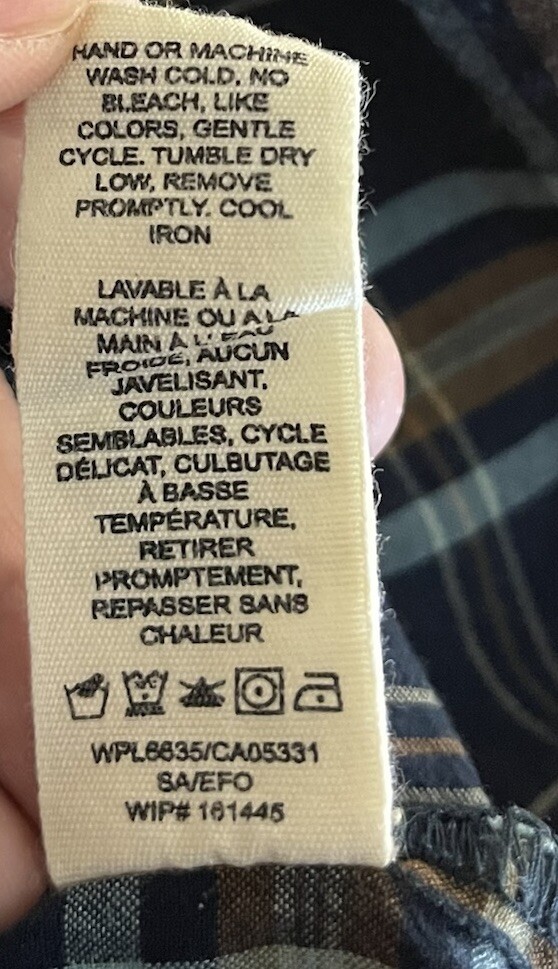 HAND OR MACHINE
WASH COLD. NO
BLEACH, LIKE
COLORS, GENTLE
CYCLE. TUMBLE DRY
LOW, REMOVE
PROMPTLY. COOL
IRON
LAVABLE À LA
MACHINE OU A LA
MAIN À L'EAU
FROIDE, AUCUN
JAVELISANT,
COULEURS
SEMBLABLES, CYCLE
DÉLICAT, CULBUTAGE
À BASSE
TEMPÉRATURE,
RETIRER
PROMPTEMENT,
REPASSER SANS
CHALEUR
WPL6635/CA05331
SA/EFO
WIP# 161445